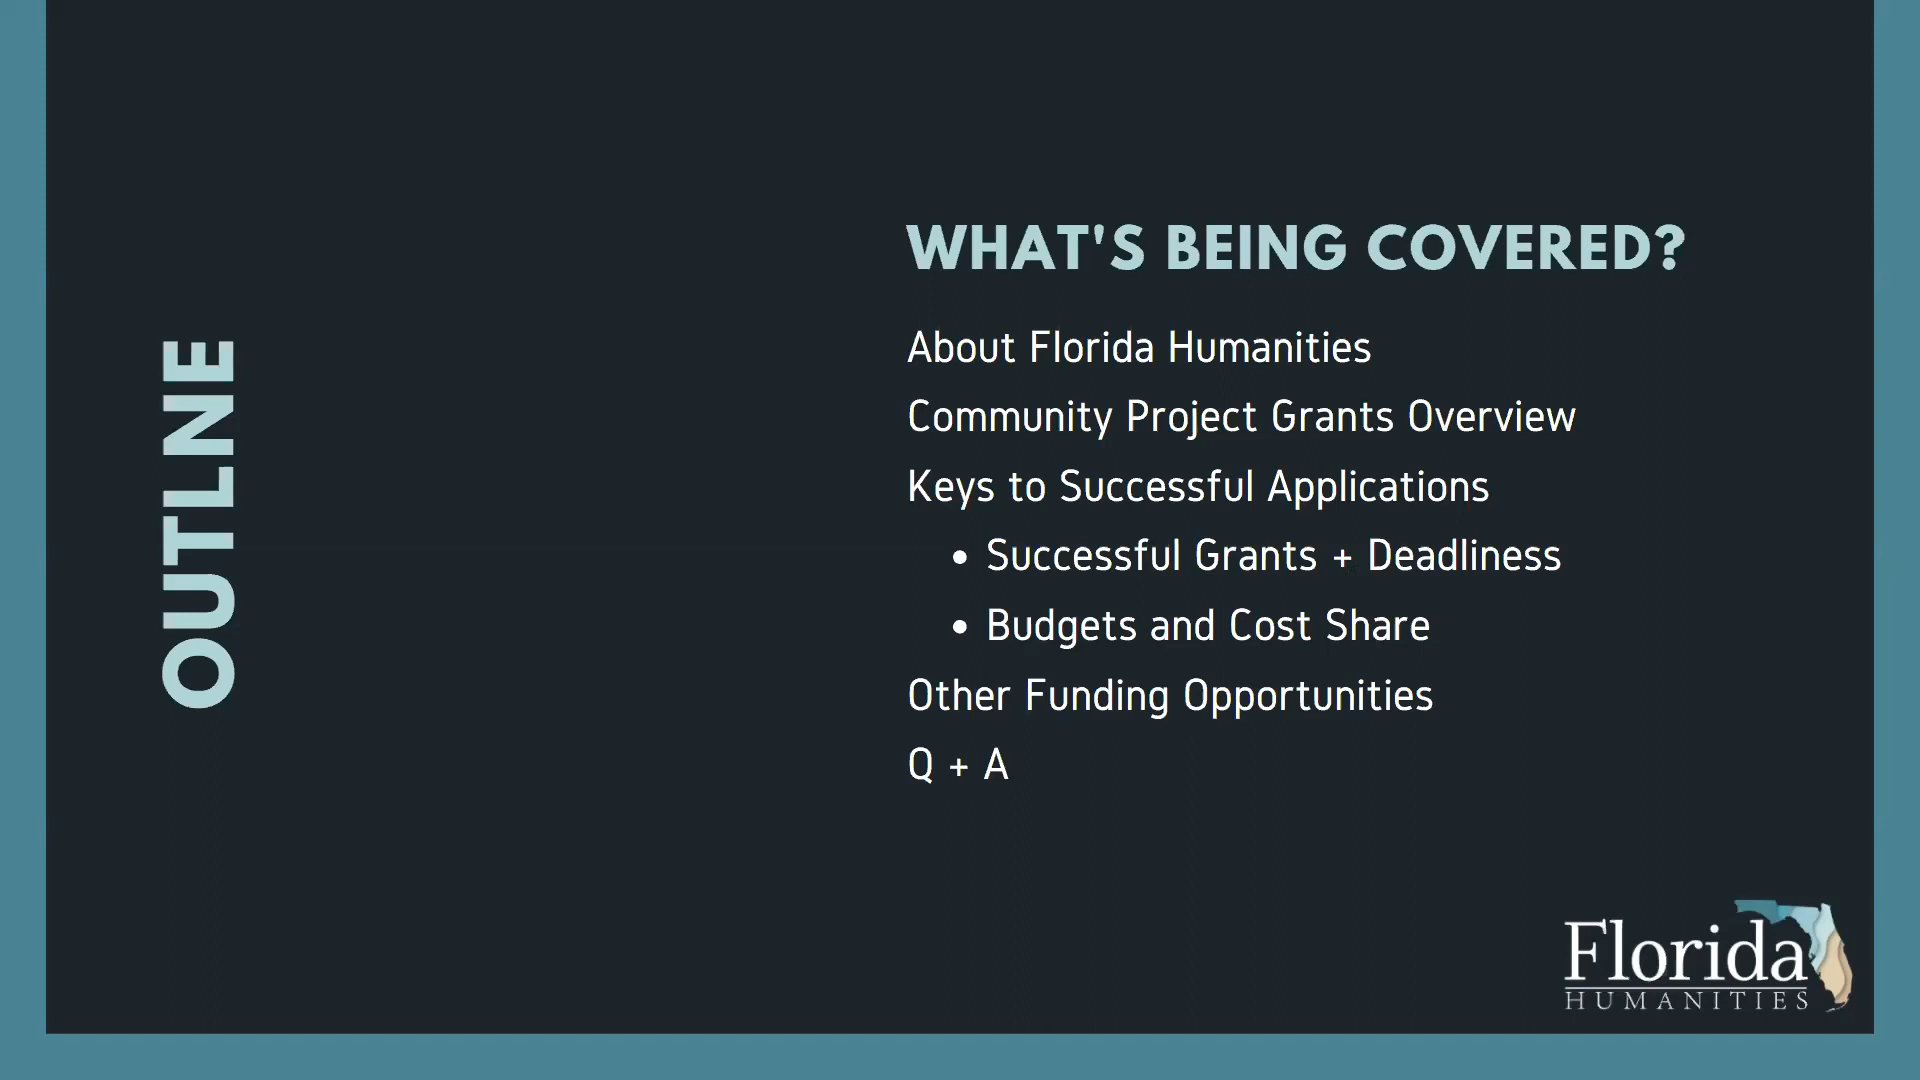 OUTLNE
WHAT'S BEING COVERED?
About Florida Humanities
Community Project Grants Overview
Keys to Successful Applications
• Successful Grants + Deadliness
• Budgets and Cost Share
Other Funding Opportunities
Q + A
Florida
HUMANITIES